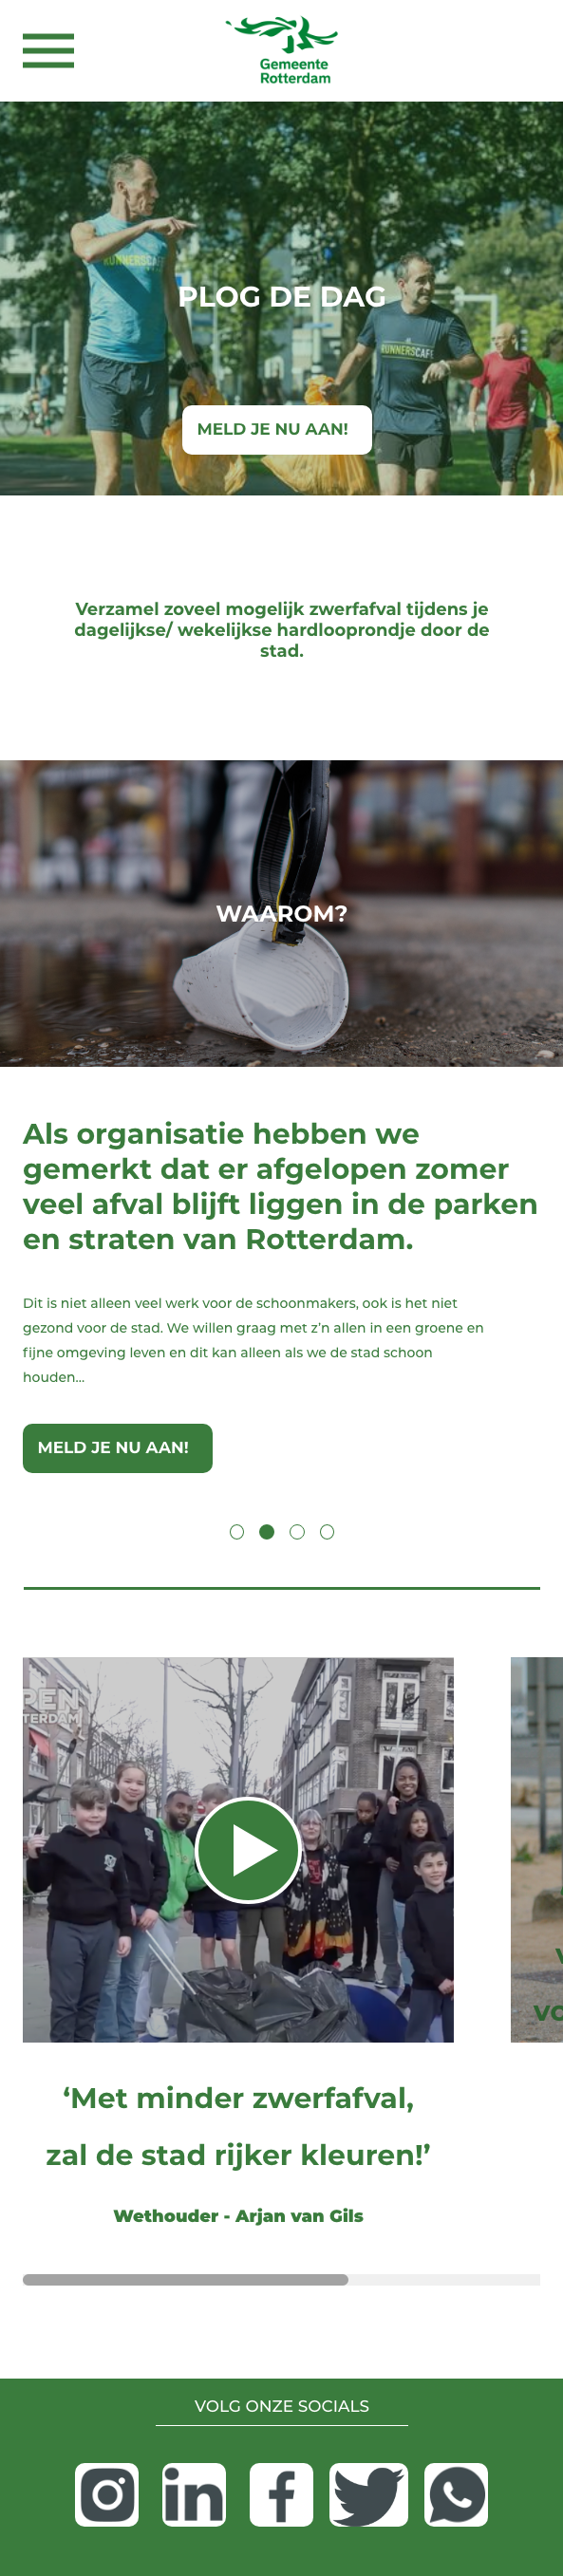 Gemeente
Rotterdam
RUNNERSCAFE
PLOG DE DAG
RUNNERSCAFE
MELD JE NU AAN!
Verzamel zoveel mogelijk zwerfafval tijdens je
dagelijkse/ wekelijkse hardlooprondje door de
stad.
WAAROM?
Als organisatie hebben we
gemerkt dat er afgelopen zomer
veel afval blijft liggen in de parken
en straten van Rotterdam.
Dit is niet alleen veel werk voor de schoonmakers, ook is het niet
gezond voor de stad. We willen graag met z’n allen in een groene en
fijne omgeving leven en dit kan alleen als we de stad schoon
houden...
MELD JE NU AAN!
‘Met minder zwerfafval,
zal de stad rijker kleuren!’
Wethouder - Arjan van Gils
VOLG ONZE SOCIALS
in